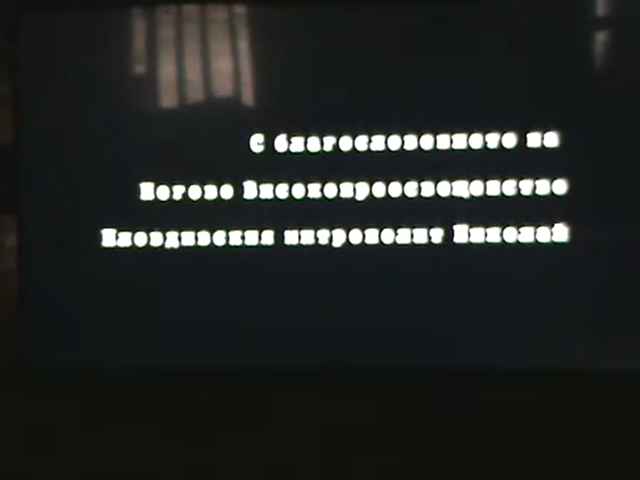 С благословението на
Негово Високопреосвещенство
Пловдивския митрополит Николай